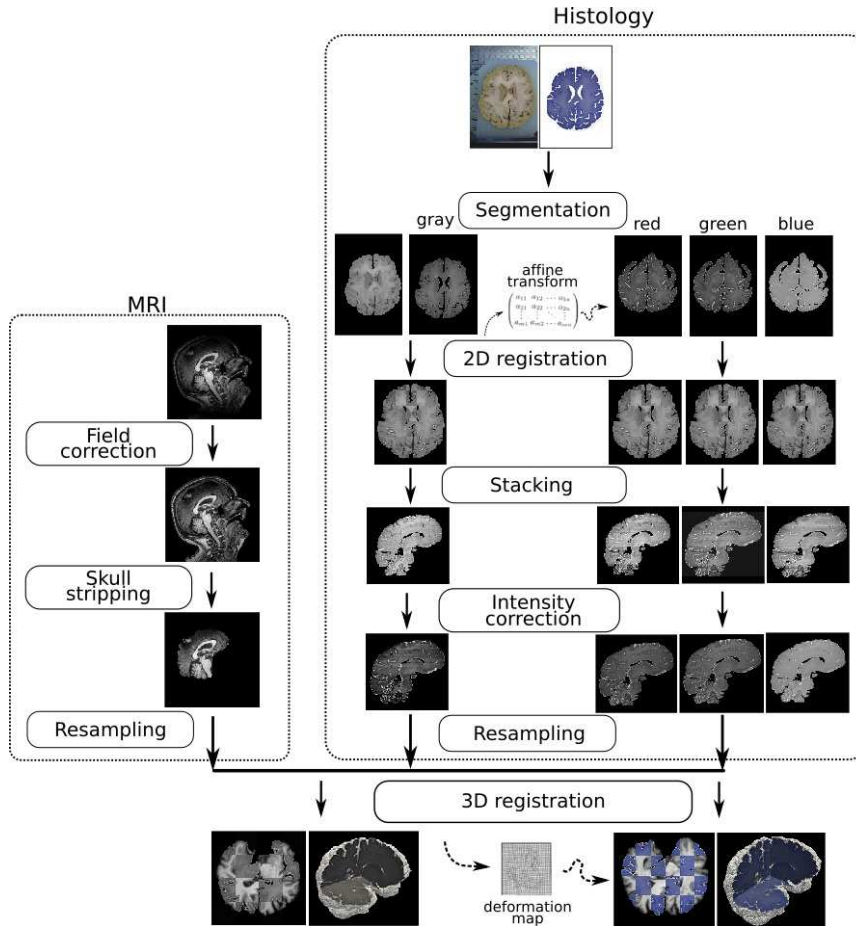 Histology
Segmentation
gray
red
green
blue
affine
transform
MRI
2D registration
Field
correction
Stacking
Skull
stripping
Intensity
correction
Resampling
Resampling
3D registration
deformation
map